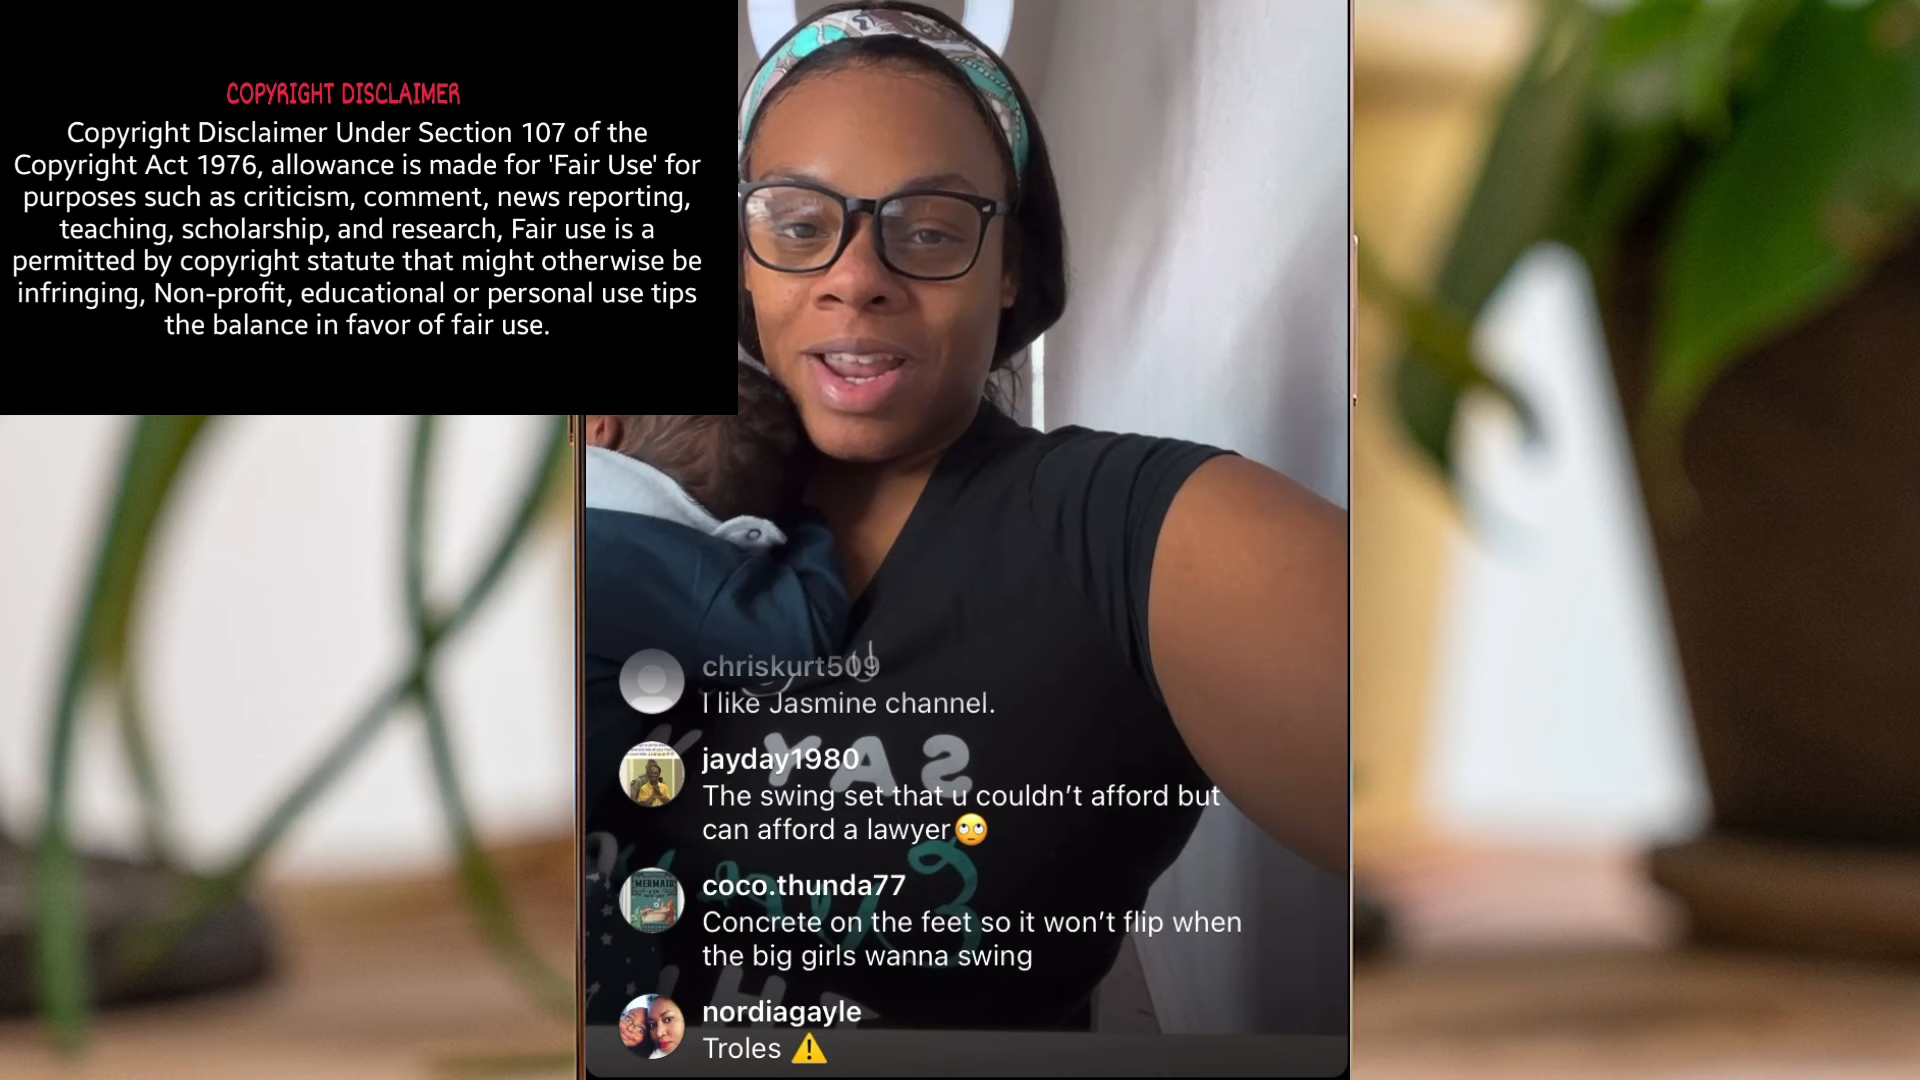 COPYRIGHT DISCLAIMER
Copyright Disclaimer Under Section 107 of the
Copyright Act 1976, allowance is made for 'Fair Use' for
purposes such as criticism, comment, news reporting,
teaching, scholarship, and research, Fair use is a
permitted by copyright statute that might otherwise be
infringing, Non-profit, educational or personal use tips
the balance in favor of fair use.
chriskurt509
I like Jasmine channel.
SAY
jayday1980
The swing set that u couldn't afford but
can afford a lawyer🙄
MERMAID
coco.thunda77
Concrete on the feet so it won't flip when
the big girls wanna swing
nordiagayle
Troles ⚠️